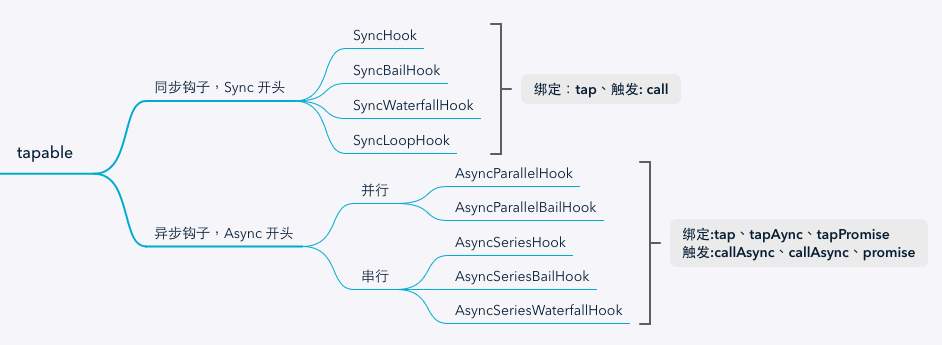 tapable
同步钩子，Sync 开头
SyncHook
SyncBailHook
SyncWaterfallHook
SyncLoopHook
绑定：tap、触发: call
异步钩子，Async 开头
并行
AsyncParallelHook
AsyncParallelBailHook
串行
AsyncSeriesHook
AsyncSeriesBailHook
AsyncSeriesWaterfallHook
绑定:tap、tapAync、tapPromise
触发:callAsync、callAsync、promise